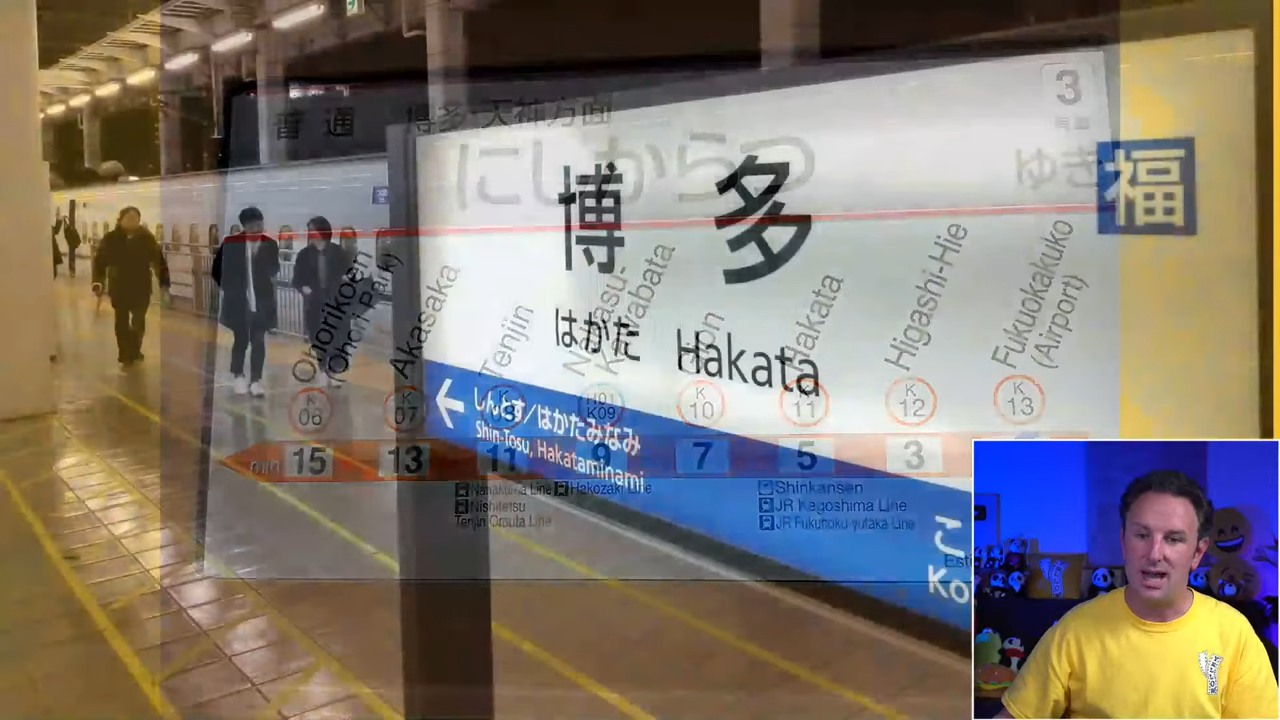 3
普通 博多・天神方面
にしからつ
ゆき
博多
福
はかた Hakata
Ohorikoen
(Ohori Park)
Akasaka
Tenjin
Hakata
Higashi-Hie
Fukuokakuko
(Airport)
K 06
K 07
K 08
H01 K09
K 10
K 11
K 12
K 13
min 15 13 11 9 7 5 3
← しんとす/はかたみなみ
Shin-Tosu, Hakataminami
Nanakuma Line Hakozaki Line
Nishitetsu
Tenjin Omuta Line
Shinkansen
JR Kagoshima Line
JR Fukuhoku-yutaka Line
Ko